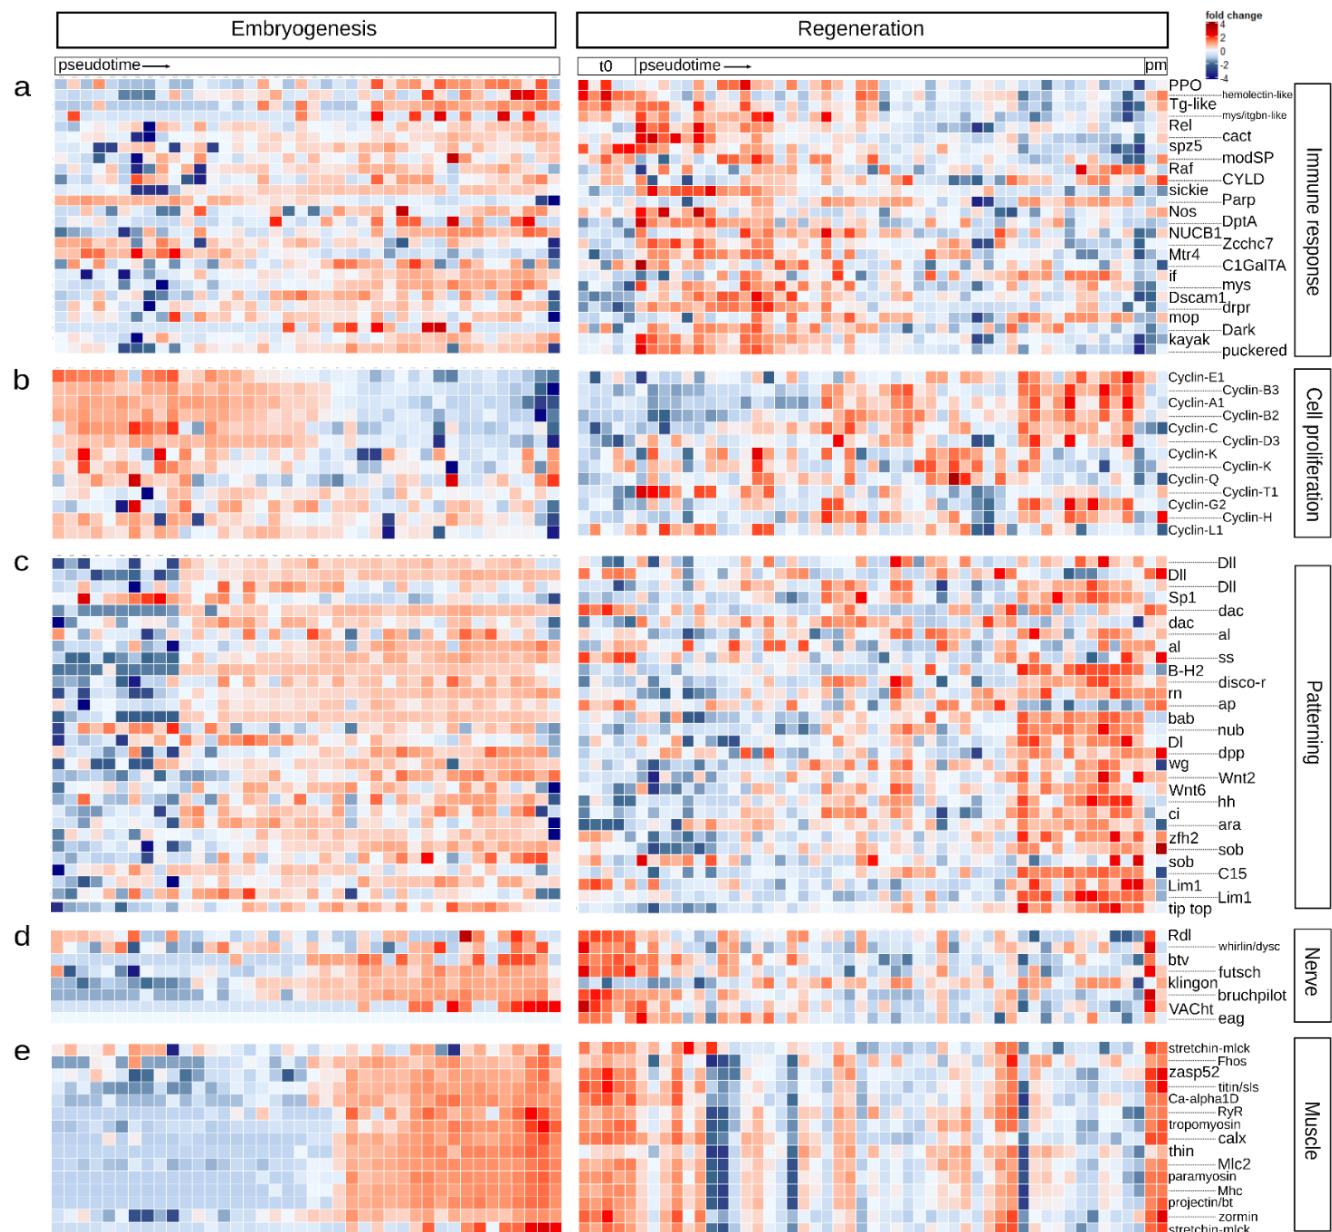 Embryogenesis
Regeneration
fold change
4
2
0
-2
-4
pseudotime
t0
pseudotime
pm
a
PPO
hemolectin-like
Tg-like
mys/itgbn-like
Rel
cact
spz5
modSP
Raf
CYLD
sickie
Parp
Nos
DptA
NUCB1
Zcchc7
Mtr4
C1GalTA
if
mys
Dscam1
drpr
mop
Dark
kayak
puckered
Immune response
b
Cyclin-E1
Cyclin-B3
Cyclin-A1
Cyclin-B2
Cyclin-C
Cyclin-D3
Cyclin-K
Cyclin-K
Cyclin-Q
Cyclin-T1
Cyclin-G2
Cyclin-H
Cyclin-L1
Cell proliferation
c
Dll
Dll
Dll
Sp1
dac
dac
al
al
ss
B-H2
disco-r
rn
ap
bab
nub
Dl
dpp
wg
Wnt2
Wnt6
hh
ci
ara
zfh2
sob
sob
C15
Lim1
Lim1
tip top
Patterning
d
Rdl
whirlin/dysc
btv
futsch
klingon
bruchpilot
VACht
eag
Nerve
e
stretchin-mlck
Fhos
zasp52
titin/sls
Ca-alpha1D
RyR
tropomyosin
calx
thin
Mlc2
paramyosin
Mhc
projectin/bt
zormin
stretchin-mlck
Muscle